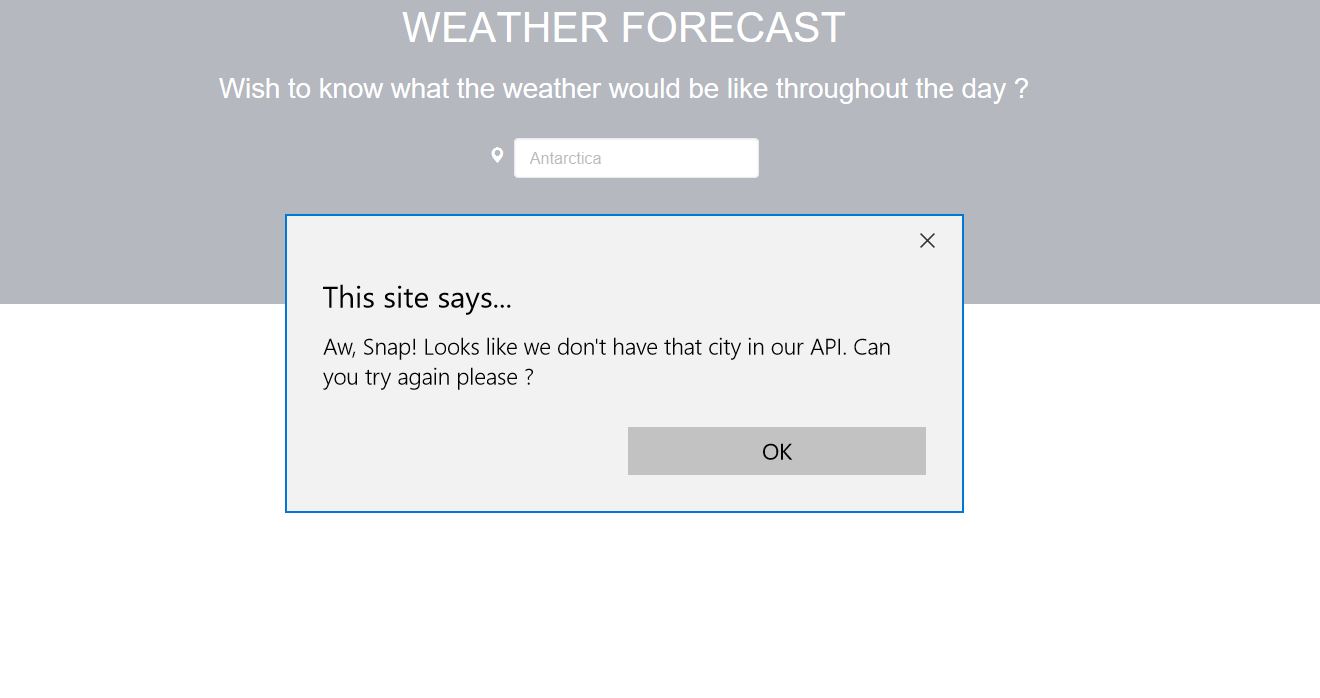 WEATHER FORECAST
Wish to know what the weather would be like throughout the day ?
Antarctica
This site says...
Aw, Snap! Looks like we don't have that city in our API. Can
you try again please ?
OK